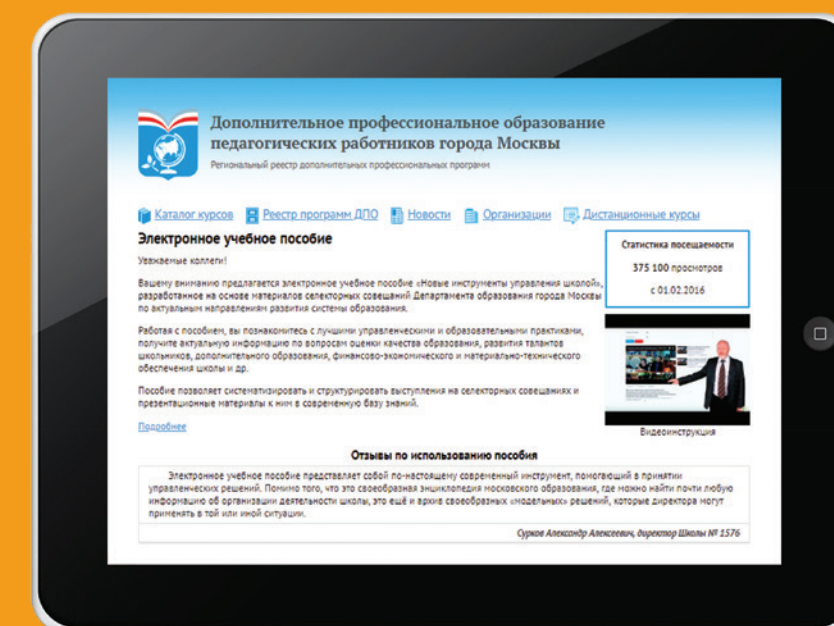 Дополнительное профессиональное образование
педагогических работников города Москвы
Региональный реестр дополнительных профессиональных программ
Каталог курсов Реестр программ ДПО Новости Организации Дистанционные курсы
Электронное учебное пособие
Уважаемые коллеги!
Вашему вниманию предлагается электронное учебное пособие «Новые инструменты управления школой»,
разработанное на основе материалов селекторных совещаний Департамента образования города Москвы
по актуальным направлениям развития системы образования.
Работая с пособием, вы познакомитесь с лучшими управленческими и образовательными практиками,
получите актуальную информацию по вопросам оценки качества образования, развития талантов
школьников, дополнительного образования, финансово-экономического и материально-технического
обеспечения школы и др.
Пособие позволяет систематизировать и структурировать выступления на селекторных совещаниях и
презентационные материалы к ним в современную базу знаний.
Подробнее
Статистика посещаемости
375 100 просмотров
с 01.02.2016
Видеоинструкция
Отзывы по использованию пособия
Электронное учебное пособие представляет собой по-настоящему современный инструмент, помогающий в принятии
управленческих решений. Помимо того, что это своеобразная энциклопедия московского образования, где можно найти почти любую
информацию об организации деятельности школы, это ещё и архив своеобразных «модельных» решений, которые директора могут
применять в той или иной ситуации.
Сурков Александр Алексеевич, директор Школы № 1576